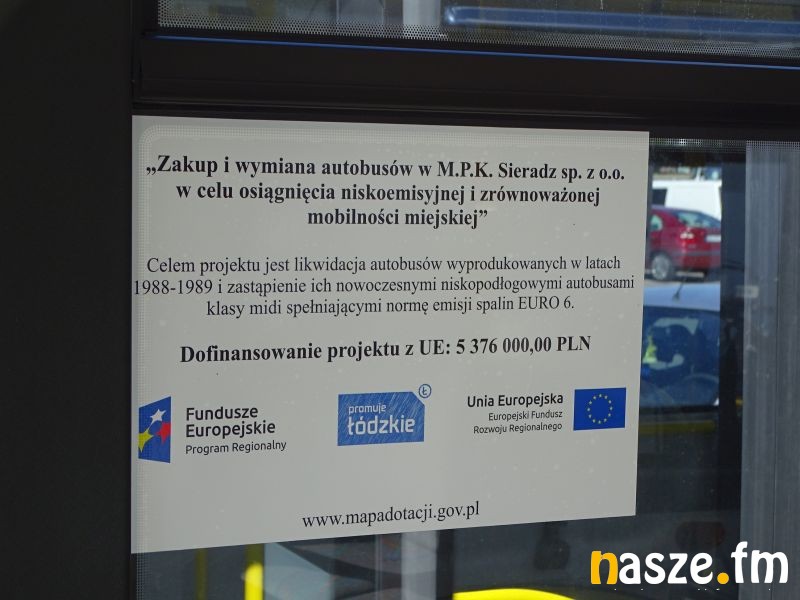 „Zakup i wymiana autobusów w M.P.K. Sieradz sp. z o.o.
w celu osiągnięcia niskoemisyjnej i zrównoważonej
mobilności miejskiej”
Celem projektu jest likwidacja autobusów wyprodukowanych w latach
1988-1989 i zastąpienie ich nowoczesnymi niskopodłogowymi autobusami
klasy midi spełniającymi normę emisji spalin EURO 6.
Dofinansowanie projektu z UE: 5 376 000,00 PLN
Fundusze
Europejskie
Program Regionalny
promuje
łódzkie
Ł
Unia Europejska
Europejski Fundusz
Rozwoju Regionalnego
www.mapadotacji.gov.pl
nasze.fm